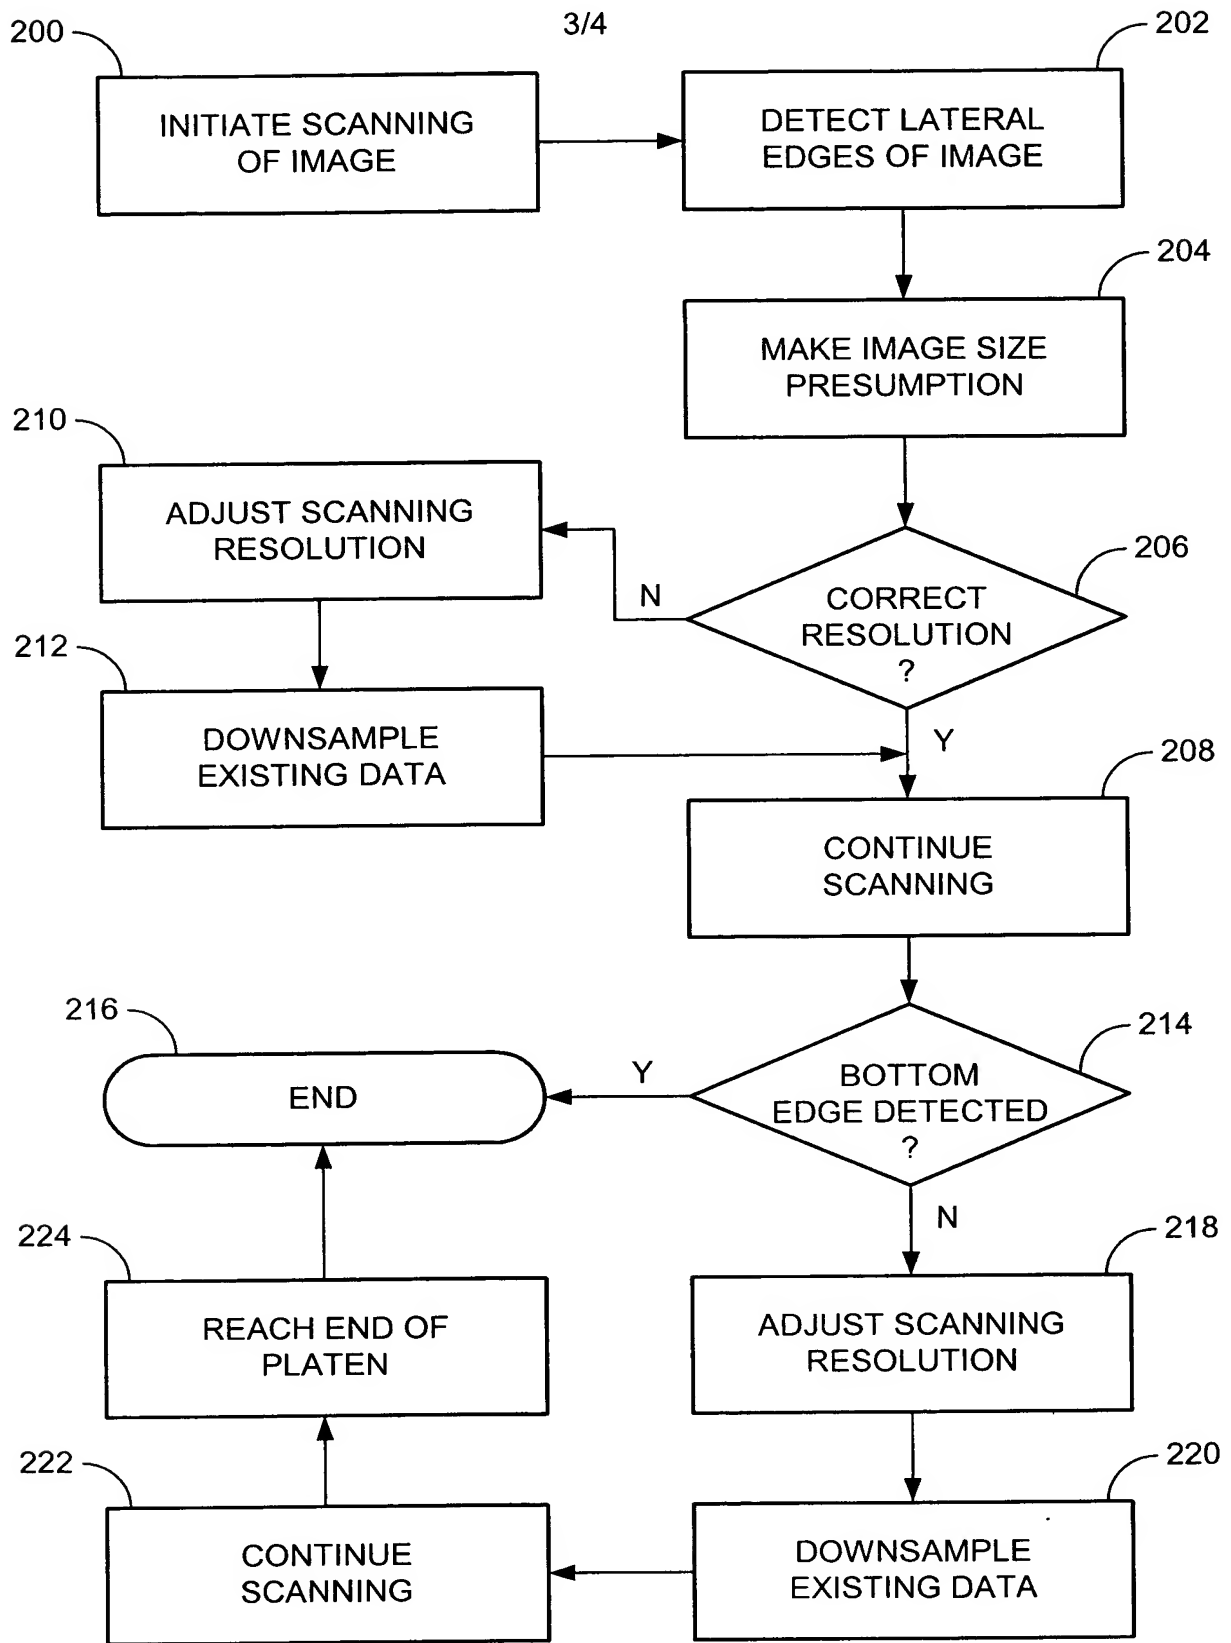 3/4
200
INITIATE SCANNING
OF IMAGE
202
DETECT LATERAL
EDGES OF IMAGE
204
MAKE IMAGE SIZE
PRESUMPTION
206
CORRECT
RESOLUTION
?
N
Y
210
ADJUST SCANNING
RESOLUTION
212
DOWNSAMPLE
EXISTING DATA
208
CONTINUE
SCANNING
214
BOTTOM
EDGE DETECTED
?
Y
N
216
END
218
ADJUST SCANNING
RESOLUTION
220
DOWNSAMPLE
EXISTING DATA
222
CONTINUE
SCANNING
224
REACH END OF
PLATEN